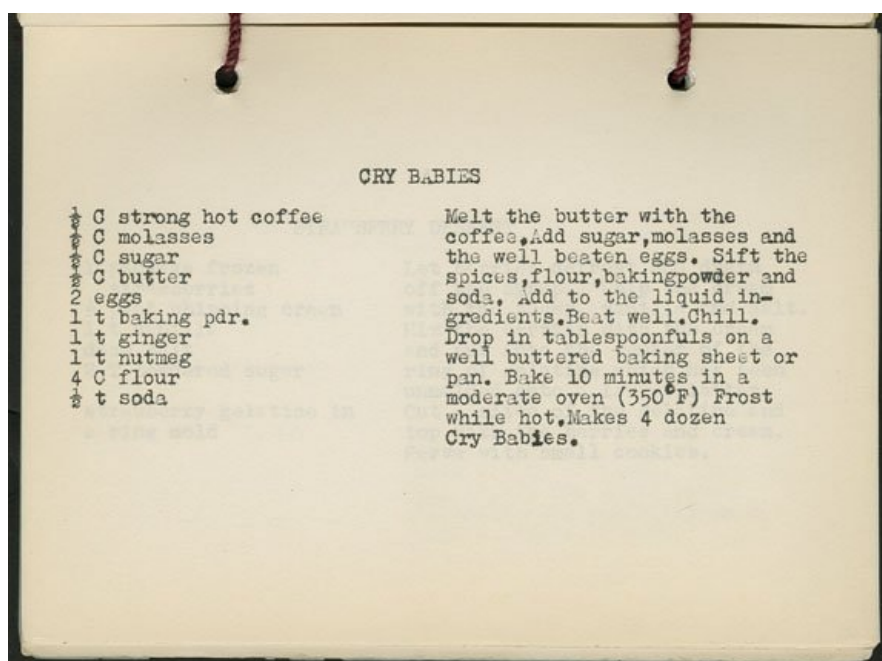 CRY BABIES
½ C strong hot coffee
½ C molasses
½ C sugar
½ C butter
2 eggs
1 t baking pdr.
1 t ginger
1 t nutmeg
4 C flour
½ t soda
Melt the butter with the
coffee.Add sugar,molasses and
the well beaten eggs. Sift the
spices,flour,bakingpowder and
soda. Add to the liquid in-
gredients.Beat well.Chill.
Drop in tablespoonfuls on a
well buttered baking sheet or
pan. Bake 10 minutes in a
moderate oven (350°F) Frost
while hot.Makes 4 dozen
Cry Babies.